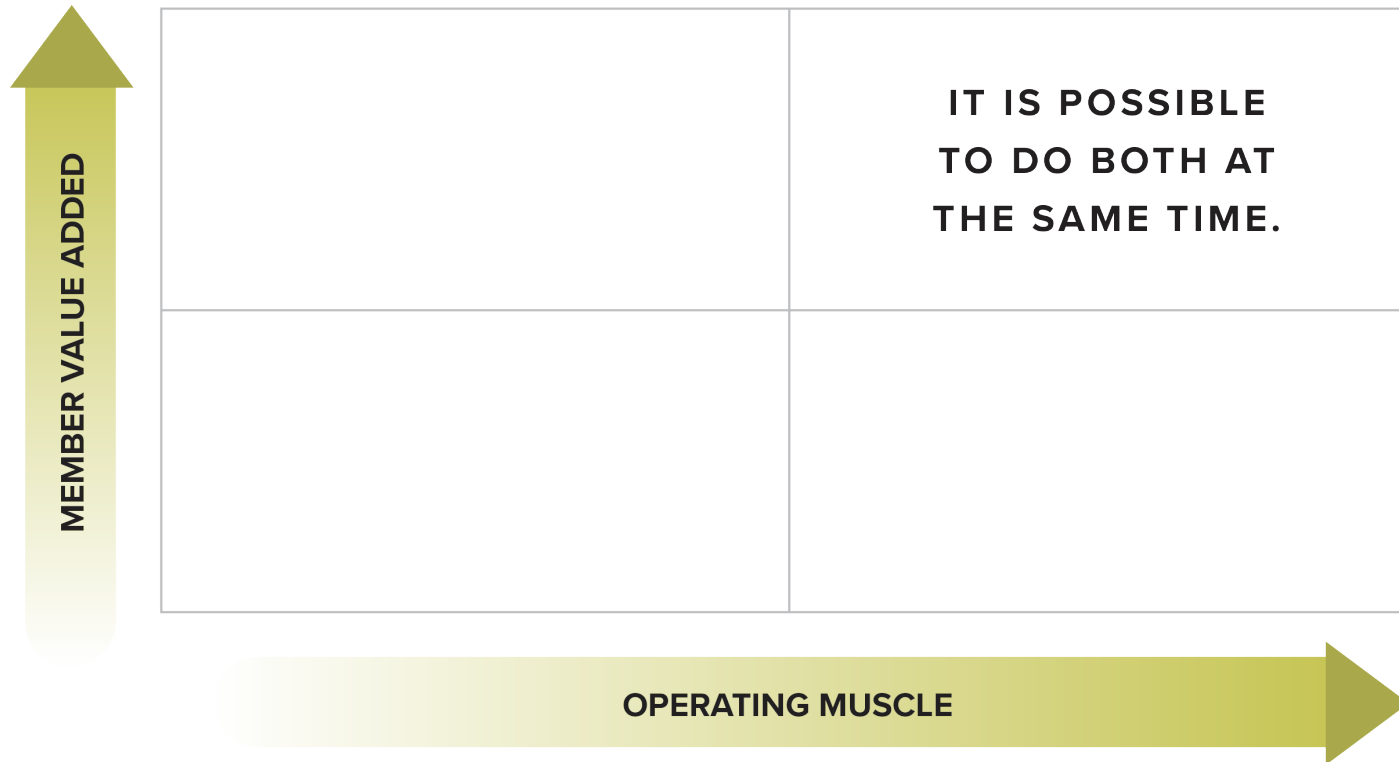 IT IS POSSIBLE
TO DO BOTH AT
THE SAME TIME.
MEMBER VALUE ADDED
OPERATING MUSCLE